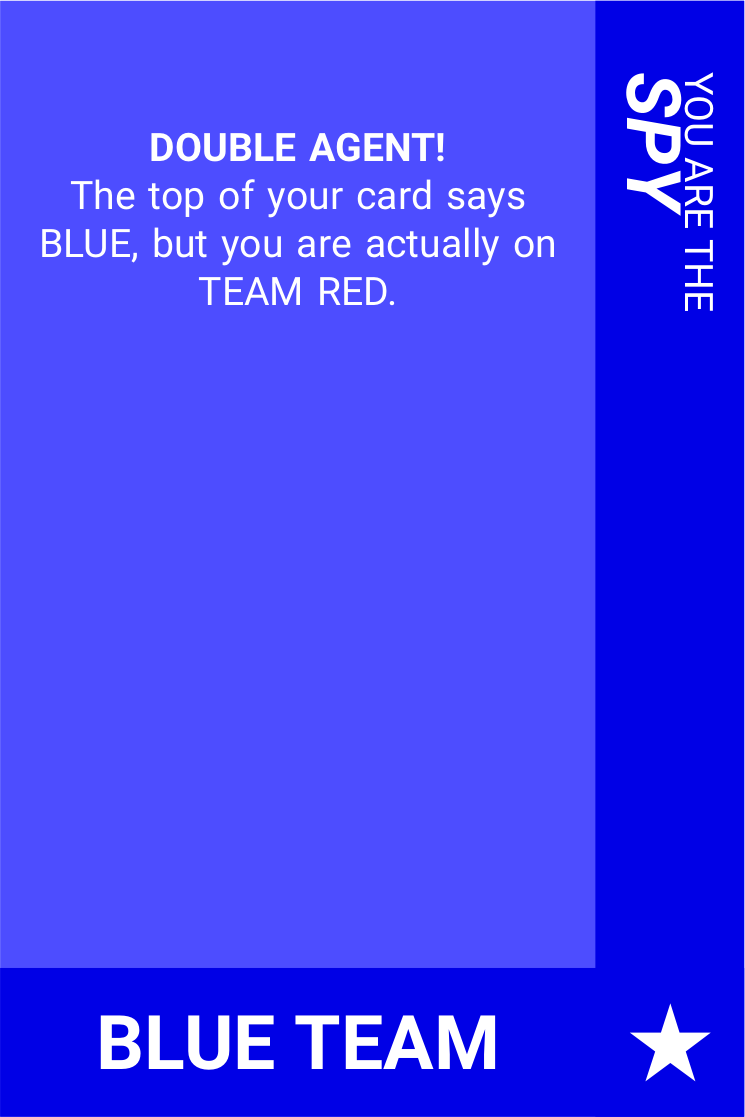 YOU ARE THE
SPY
DOUBLE AGENT!
The top of your card says
BLUE, but you are actually on
TEAM RED.
BLUE TEAM